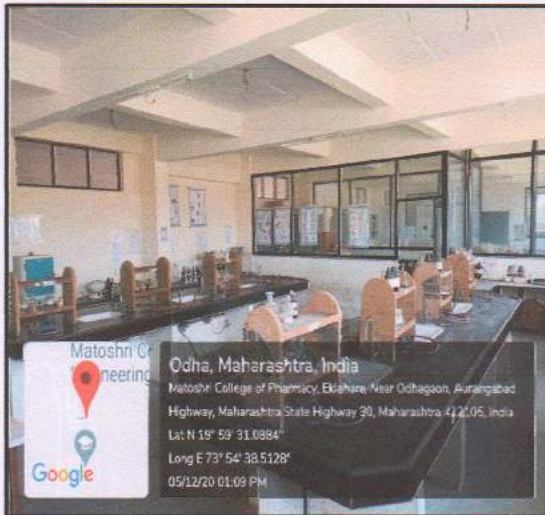 Matoshri C
neering
Google
Odha, Maharashtra, India
Matoshri College of Pharmacy, Eklahare, Near Odhagaon, Aurangabad
Highway, Maharashtra State Highway 30, Maharashtra 422105, India
Lat N 19° 59' 31.0884"
Long E 73° 54' 38.5128"
05/12/20 01:09 PM